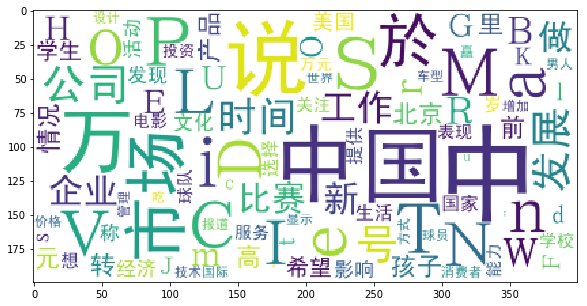 0
25
50
75
100
125
150
175
0
50
100
150
200
250
300
350
H
设计
活动
P
投资
产品
说
o
美国
S
於
G
里
B
做
学生
O
万元
M
a
r
世界
车型
嘉
男人
l
公司
发现
L
U
关注
工作
北京
R
岁
增加
E
时间
情况
万
电影
文化
表现
前
发展
场
i
D
选择
中国
提供
中
u
企业
球队
c
比赛
新
生活
国家
n
市
管理
吃
V
C
e
号
T
N
w
d
k
价格
s
称
报道
I
t
显示
服务
方式
球员
能力
学校
F
元
想
转
经济
J
m
高
希望
影响
孩子
技术
国际
消费者